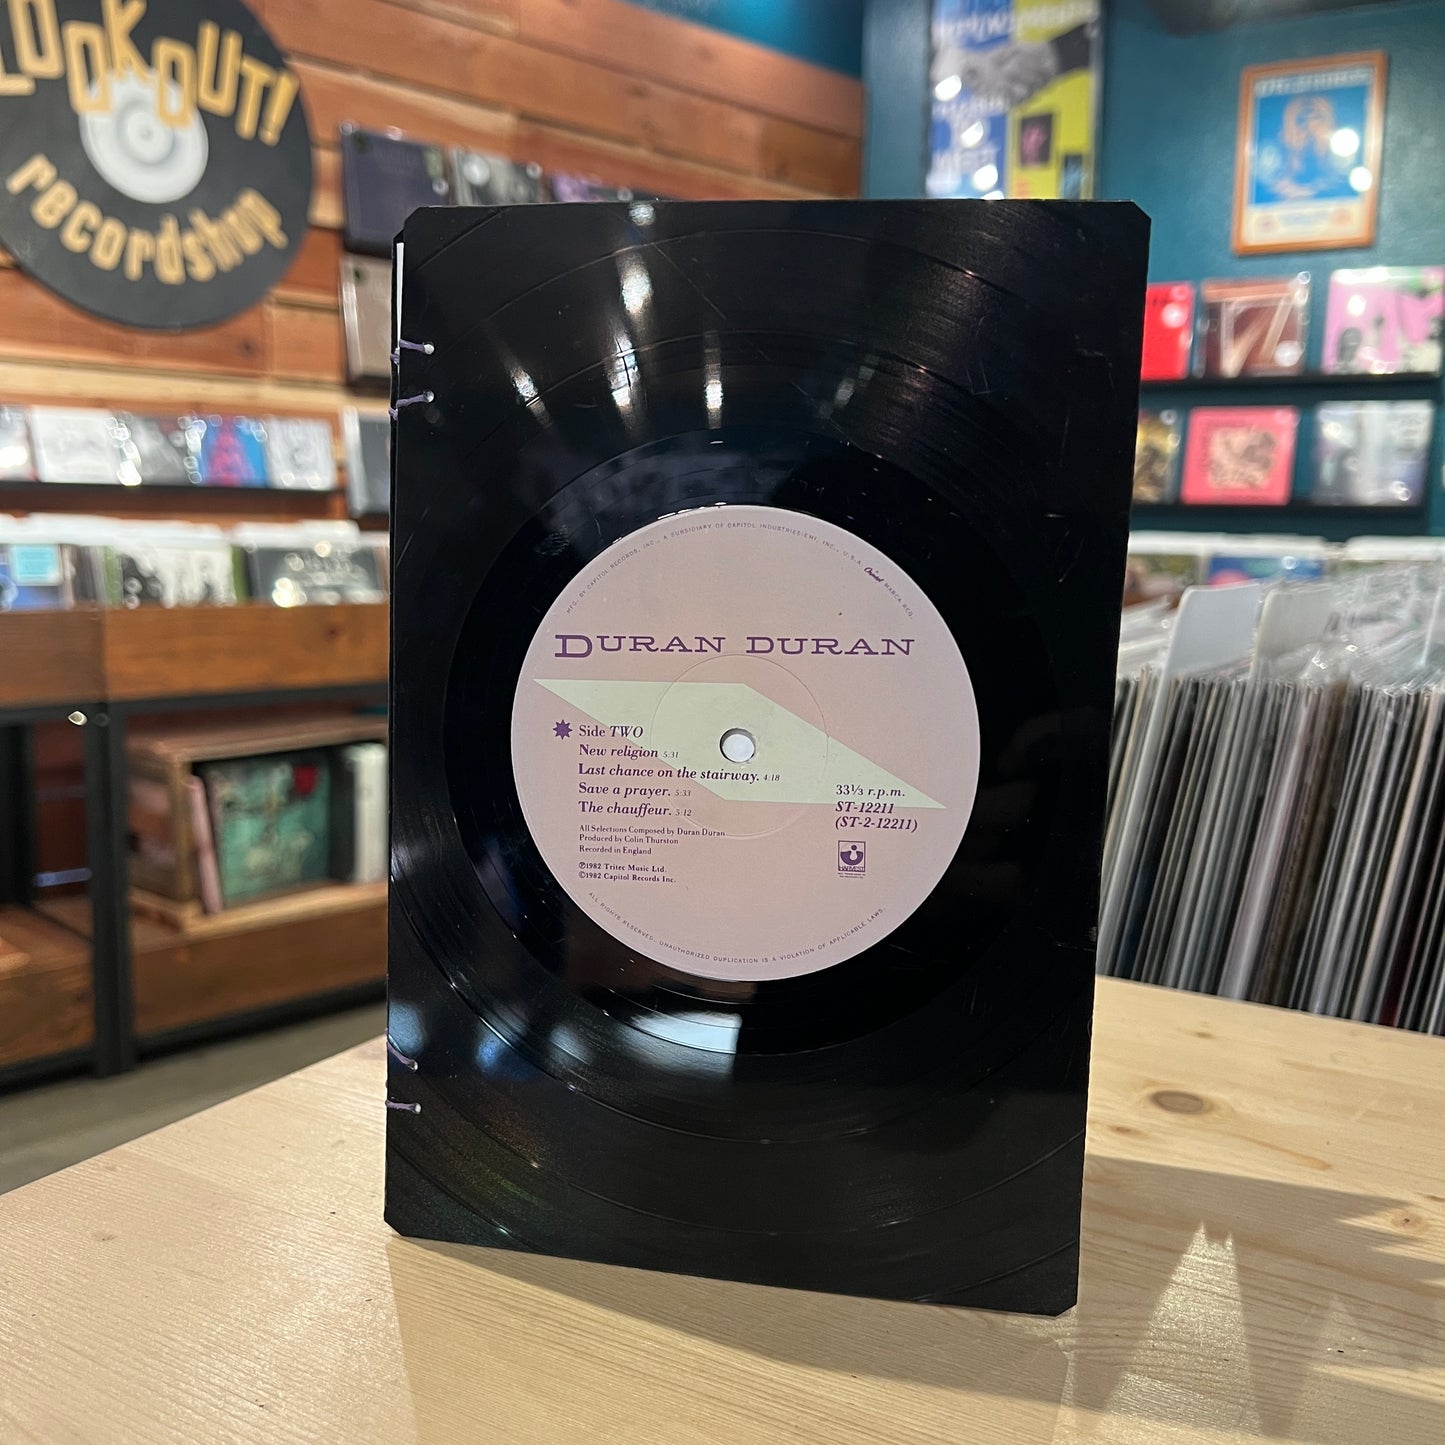 LOOKOUT!
recordshop
MFG. BY CAPITOL RECORDS, INC., A SUBSIDIARY OF CAPITOL INDUSTRIES/EMI, INC., U.S.A. Capitol MARCA REG.
DURAN DURAN
Side TWO
New religion 5:31
Last chance on the stairway. 4:18
Save a prayer. 5:33
The chauffeur. 5:12
33⅓ r.p.m.
ST-12211
(ST-2-12211)
All Selections Composed by Duran Duran
Produced by Colin Thurston
Recorded in England
℗1982 Tritec Music Ltd.
©1982 Capitol Records Inc.
HARVEST
ALL RIGHTS RESERVED. UNAUTHORIZED DUPLICATION IS A VIOLATION OF APPLICABLE LAWS.